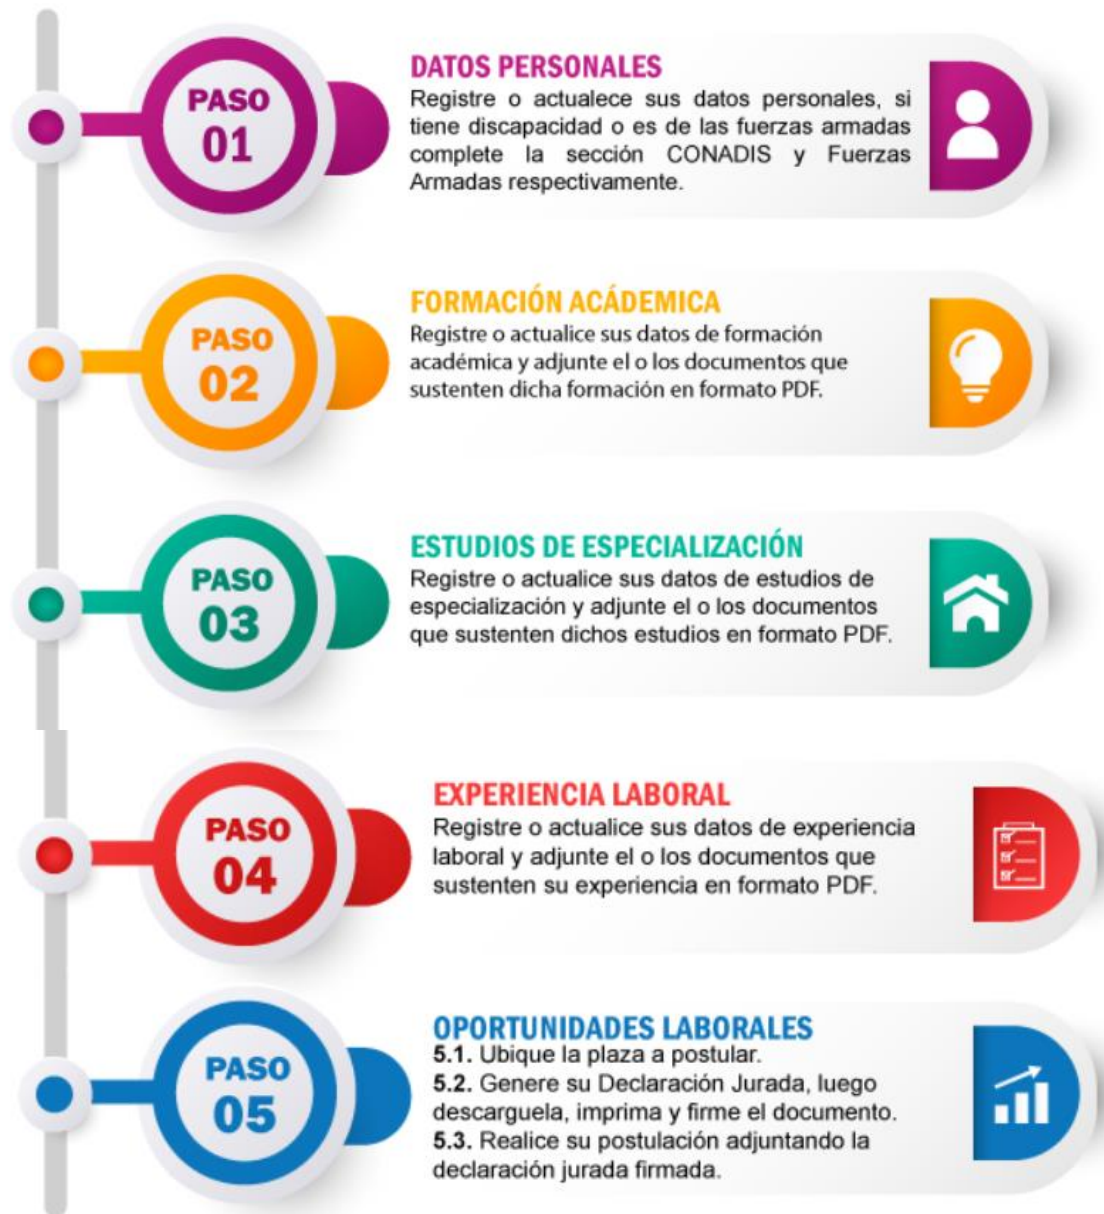 PASO
01
DATOS PERSONALES
Registre o actualece sus datos personales, si
tiene discapacidad o es de las fuerzas armadas
complete la sección CONADIS y Fuerzas
Armadas respectivamente.
PASO
02
FORMACIÓN ACÁDEMICA
Registre o actualice sus datos de formación
académica y adjunte el o los documentos que
sustenten dicha formación en formato PDF.
PASO
03
ESTUDIOS DE ESPECIALIZACIÓN
Registre o actualice sus datos de estudios de
especialización y adjunte el o los documentos
que sustenten dichos estudios en formato PDF.
PASO
04
EXPERIENCIA LABORAL
Registre o actualice sus datos de experiencia
laboral y adjunte el o los documentos que
sustenten su experiencia en formato PDF.
PASO
05
OPORTUNIDADES LABORALES
5.1. Ubique la plaza a postular.
5.2. Genere su Declaración Jurada, luego
descarguela, imprima y firme el documento.
5.3. Realice su postulación adjuntando la
declaración jurada firmada.